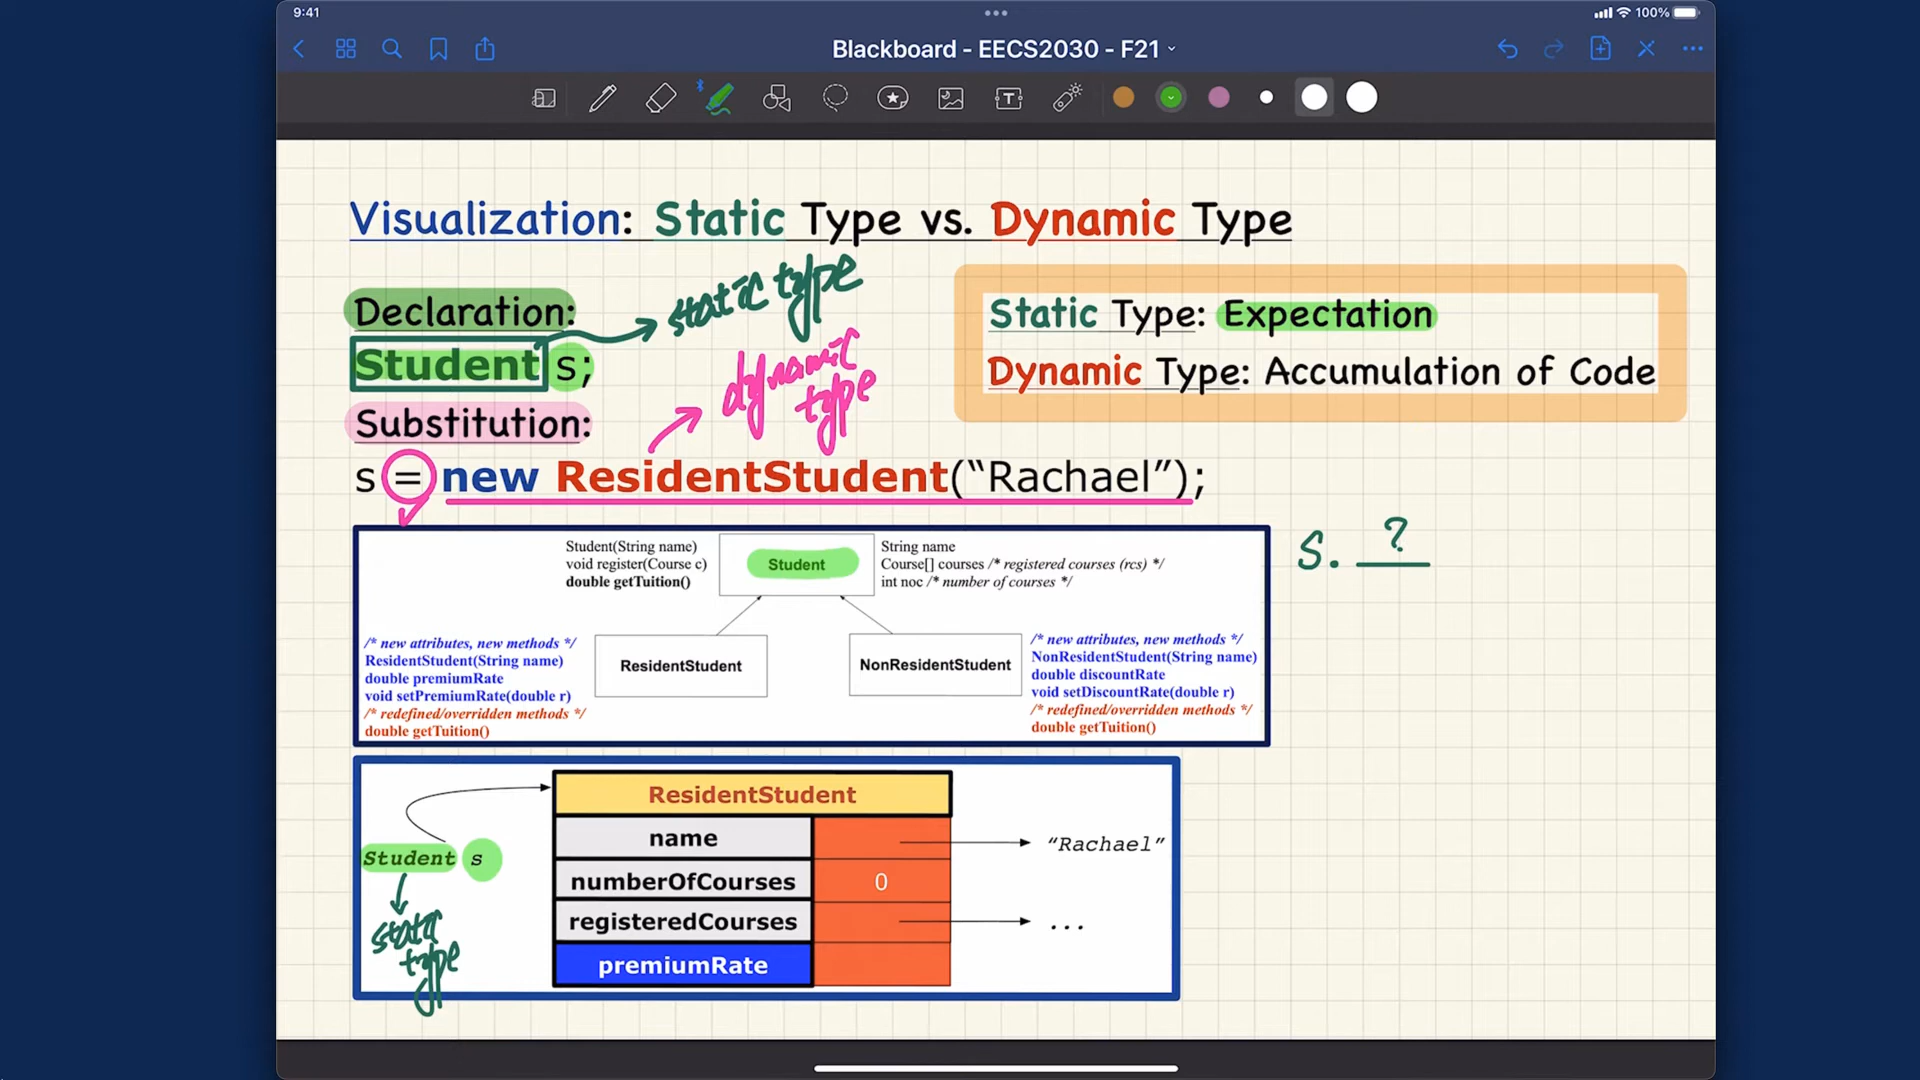 9:41
100%
Blackboard - EECS2030 - F21
Visualization: Static Type vs. Dynamic Type
Declaration:
static type
Student s;
dynamic
type
Static Type: Expectation
Dynamic Type: Accumulation of Code
Substitution:
s = new ResidentStudent(“Rachael”);
Student(String name)
void register(Course c)
double getTuition()
Student
String name
Course[] courses /* registered courses (rcs) */
int noc /* number of courses */
s. ?
/* new attributes, new methods */
ResidentStudent(String name)
double premiumRate
void setPremiumRate(double r)
/* redefined/overridden methods */
double getTuition()
ResidentStudent
NonResidentStudent
/* new attributes, new methods */
NonResidentStudent(String name)
double discountRate
void setDiscountRate(double r)
/* redefined/overridden methods */
double getTuition()
Student s
static
type
ResidentStudent
name
“Rachael”
numberOfCourses 0
registeredCourses
...
premiumRate